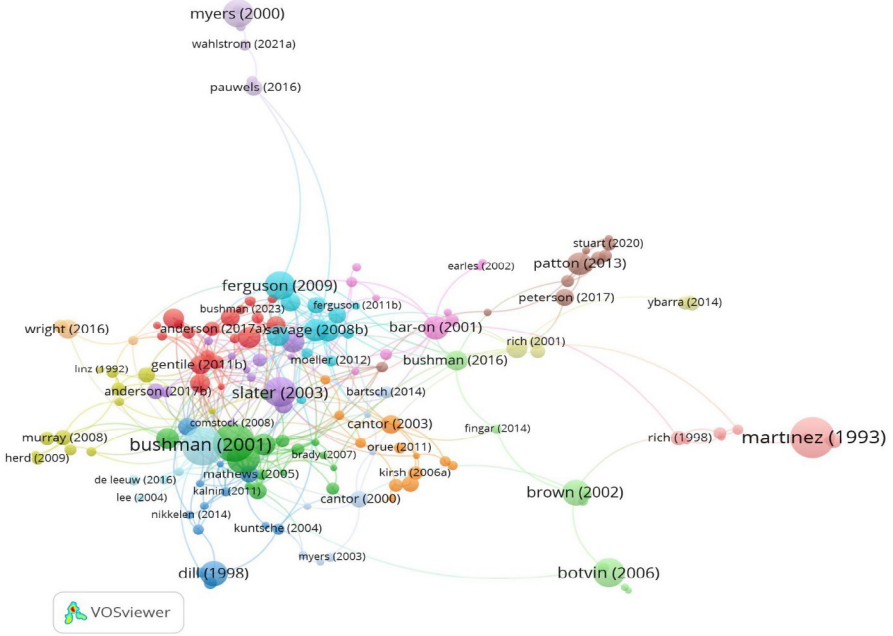 myers (2000)
wahlstrom (2021a)
pauwels (2016)
stuart (2020)
patton (2013)
earles (2002)
ferguson (2009)
peterson (2017)
ybarra (2014)
bushman (2023)
ferguson (2011b)
wright (2016)
anderson (2017a)
savage (2008b)
bar-on (2001)
rich (2001)
moeller (2012)
bushman (2016)
gentile (2011b)
linz (1992)
anderson (2017b)
slater (2003)
bartsch (2014)
comstock (2008)
cantor (2003)
fingar (2014)
murray (2008)
bushman (2001)
rich (1998)
martinez (1993)
orue (2011)
herd (2009)
brady (2007)
mathews (2005)
kirsh (2006a)
de leeuw (2016)
kalnin (2011)
lee (2004)
cantor (2000)
brown (2002)
nikkelen (2014)
kuntsche (2004)
myers (2003)
dill (1998)
botvin (2006)
VOSviewer